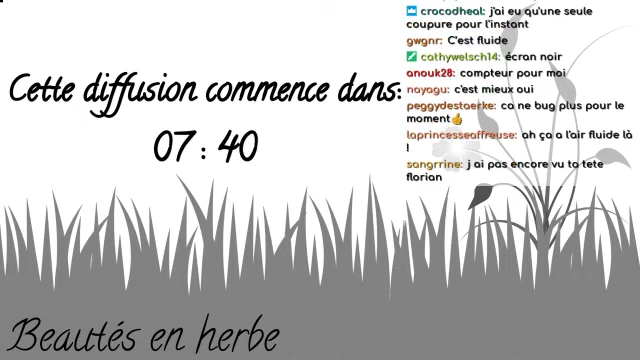 Cette diffusion commence dans:
07 : 40
crocodheal: j'ai eu qu'une seule
coupure pour l'instant
gwgnr: C'est fluide
cathywelsch14: écran noir
anouk28: compteur pour moi
nayagu: c'est mieux oui
peggydestaerke: ca ne bug plus pour le
moment👍
laprincesseaffreuse: ah ça a l'air fluide là
!
sangrrine: j ai pas encore vu ta tete
florian
Beautés en herbe